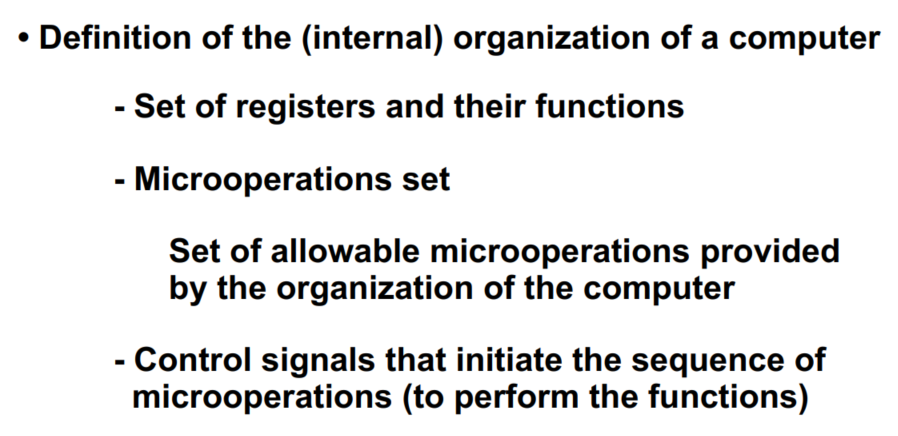 • Definition of the (internal) organization of a computer
- Set of registers and their functions
- Microoperations set
Set of allowable microoperations provided
by the organization of the computer
- Control signals that initiate the sequence of
microoperations (to perform the functions)